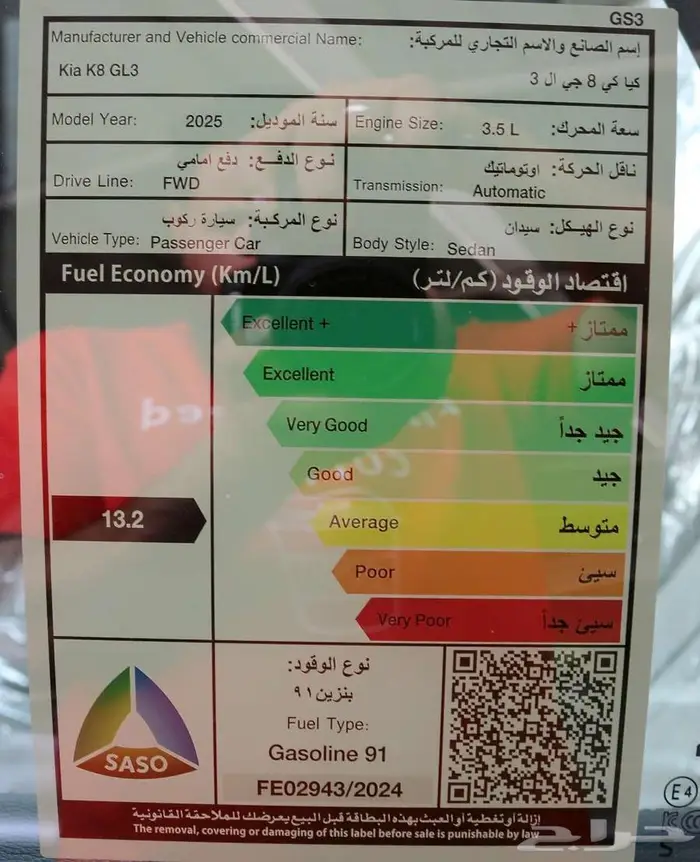 GS3
Manufacturer and Vehicle commercial Name: إسم الصانع والاسم التجاري للمركبة:
Kia K8 GL3 كيا كي 8 جي ال 3
Model Year: 2025 سنة الموديل: Engine Size: 3.5 L سعة المحرك:
نوع الدفع: دفع امامي
Drive Line: FWD
ناقل الحركة: اوتوماتيك
Transmission: Automatic
نوع المركبة: سيارة ركوب
Vehicle Type: Passenger Car
نوع الهيكل: سيدان
Body Style: Sedan
Fuel Economy (Km/L) اقتصاد الوقود (كم/لتر)
Excellent + ممتاز +
Excellent ممتاز
Very Good جيد جداً
Good جيد
13.2 Average متوسط
Poor سيئ
Very Poor سيئ جداً
نوع الوقود:
بنزين ٩١
Fuel Type:
Gasoline 91
SASO
FE02943/2024
إزالة أو تغطية أو العبث بهذه البطاقة قبل البيع يعرضك للملاحقة القانونية
The removal, covering or damaging of this label before sale is punishable by law
E4
حراج